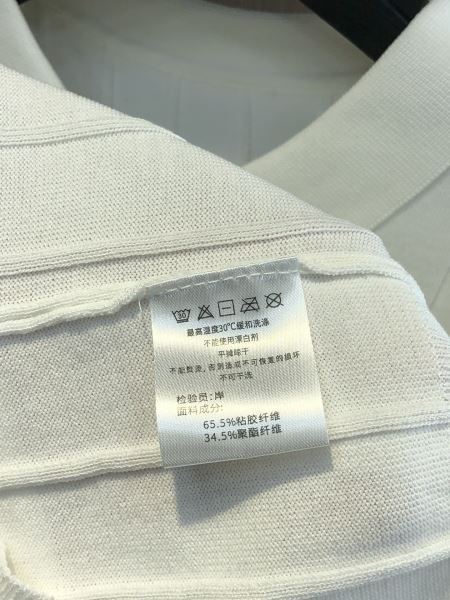 30
最高温度30℃缓和洗涤
不能使用漂白剂
平摊晾干
不能熨烫,否则造成不可恢复的损坏
不可干洗
检验员:岸
面料成分:
65.5%粘胶纤维
34.5%聚酯纤维